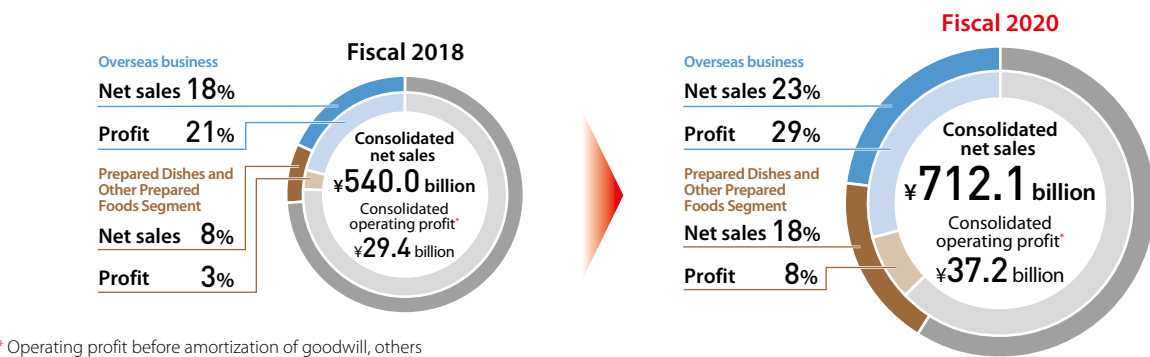 Fiscal 2018
Overseas business
Net sales 18%
Profit 21%
Prepared Dishes and
Other Prepared
Foods Segment
Net sales 8%
Profit 3%
Consolidated
net sales
¥540.0 billion
Consolidated
operating profit*
¥29.4 billion
Fiscal 2020
Overseas business
Net sales 23%
Profit 29%
Prepared Dishes and
Other Prepared
Foods Segment
Net sales 18%
Profit 8%
Consolidated
net sales
¥712.1 billion
Consolidated
operating profit*
¥37.2 billion
* Operating profit before amortization of goodwill, others